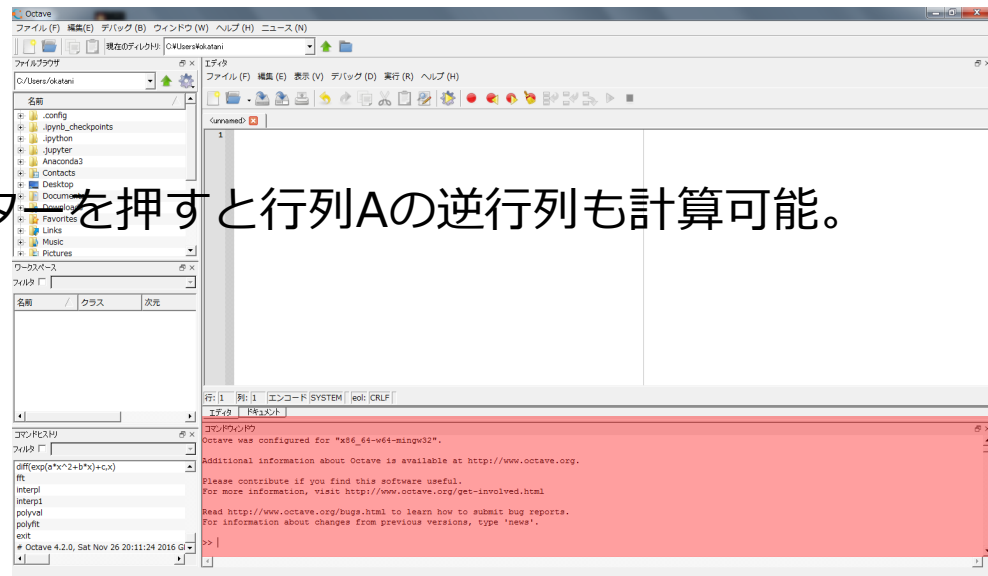 Octave
ファイル (F) 編集(E) デバッグ (B) ウィンドウ (W) ヘルプ (H) ニュース (N)
現在のディレクトリ: C:¥Users¥okatani
ファイルブラウザ
C:/Users/okatani
名前
.config
.ipynb_checkpoints
.ipython
.jupyter
Anaconda3
Contacts
Desktop
Documents
Downloads
Favorites
Links
Music
Pictures
ワークスペース
フィルタ
名前 クラス 次元
コマンドヒストリ
フィルタ
diff(exp(a*x^2+b*x)+c,x)
fft
interpl
interp1
polyval
polyfit
exit
# Octave 4.2.0, Sat Nov 26 20:11:24 2016 G
エディタ
ファイル (F) 編集 (E) 表示 (V) デバッグ (D) 実行 (R) ヘルプ (H)
<unnamed>
1
ターを押すと行列Aの逆行列も計算可能。
行: 1 列: 1 エンコード SYSTEM eol: CRLF
エディタ ドキュメント
コマンドウィンドウ
Octave was configured for "x86_64-w64-mingw32".
Additional information about Octave is available at http://www.octave.org.
Please contribute if you find this software useful.
For more information, visit http://www.octave.org/get-involved.html
Read http://www.octave.org/bugs.html to learn how to submit bug reports.
For information about changes from previous versions, type 'news'.
>>